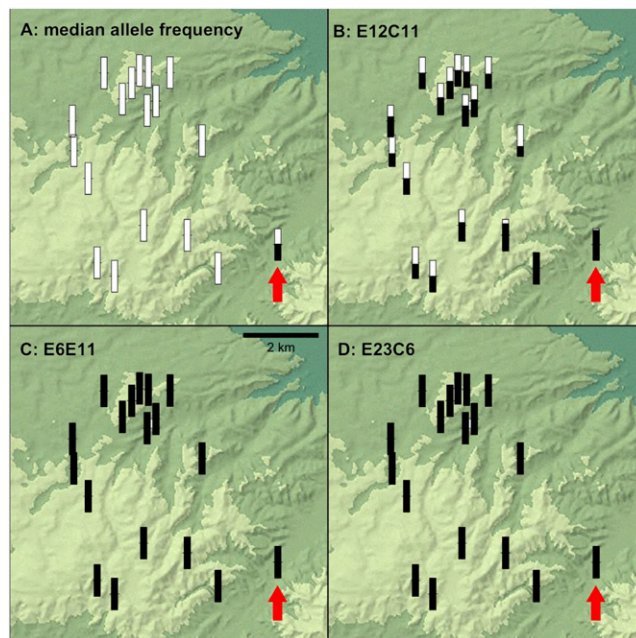 A: median allele frequency
B: E12C11
C: E6E11
2 km
D: E23C6